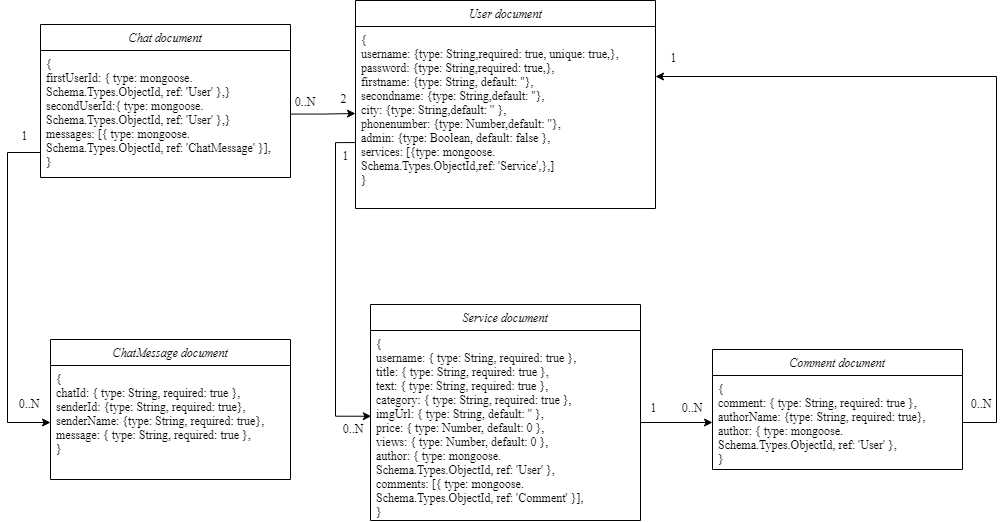 Chat document
{
firstUserId: { type: mongoose.
Schema.Types.ObjectId, ref: 'User' },}
secondUserId:{ type: mongoose.
Schema.Types.ObjectId, ref: 'User' },}
messages: [{ type: mongoose.
Schema.Types.ObjectId, ref: 'ChatMessage' }],
}
User document
{
username: {type: String,required: true, unique: true,},
password: {type: String,required: true,},
firstname: {type: String, default: ''},
secondname: {type: String,default: ''},
city: {type: String,default: '' },
phonenumber: {type: Number,default: ''},
admin: {type: Boolean, default: false },
services: [{type: mongoose.
Schema.Types.ObjectId,ref: 'Service',},]
}
0..N
2
1
1
1
ChatMessage document
{
chatId: { type: String, required: true },
senderId: {type: String, required: true},
senderName: {type: String, required: true},
message: { type: String, required: true },
}
0..N
Service document
{
username: { type: String, required: true },
title: { type: String, required: true },
text: { type: String, required: true },
category: { type: String, required: true },
imgUrl: { type: String, default: '' },
price: { type: Number, default: 0 },
views: { type: Number, default: 0 },
author: { type: mongoose.
Schema.Types.ObjectId, ref: 'User' },
comments: [{ type: mongoose.
Schema.Types.ObjectId, ref: 'Comment' }],
}
0..N
1
0..N
Comment document
{
comment: { type: String, required: true },
authorName: {type: String, required: true},
author: { type: mongoose.
Schema.Types.ObjectId, ref: 'User' },
}
0..N